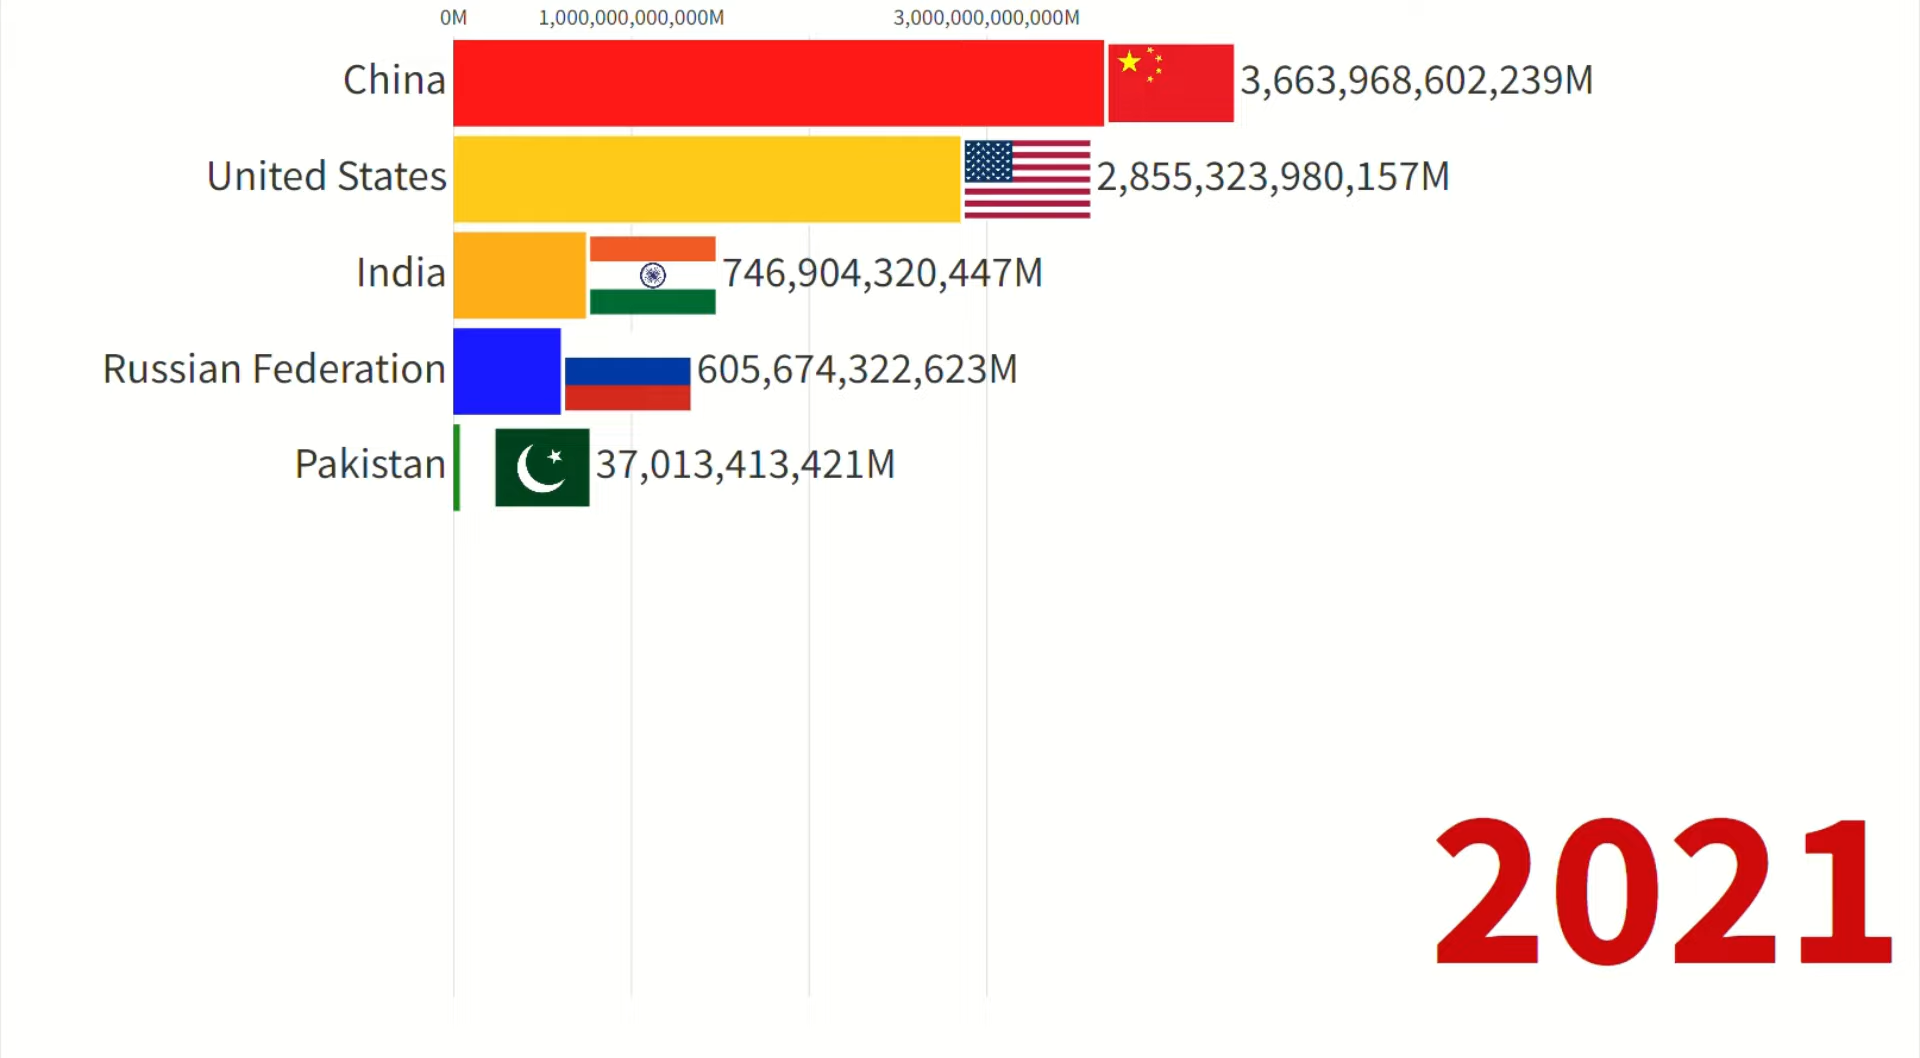 0M 1,000,000,000,000M 3,000,000,000,000M
China 3,663,968,602,239M
United States 2,855,323,980,157M
India 746,904,320,447M
Russian Federation 605,674,322,623M
Pakistan 37,013,413,421M
2021